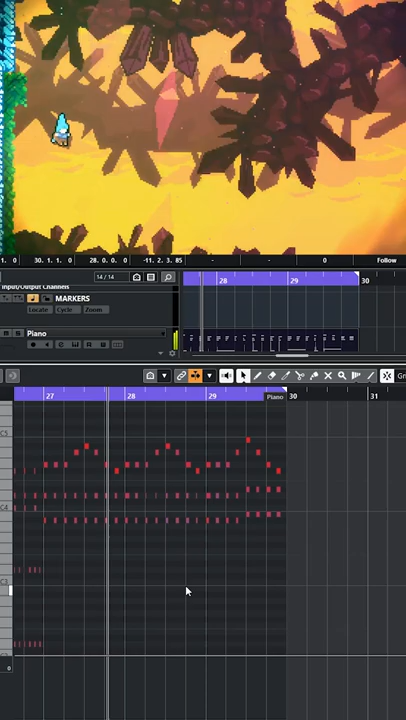 1. 0 30. 1. 1. 0 28. 0. 0. 0 -11. 2. 3. 85 - - 0 Follow
14 / 14 28 29 30
Input/Output Channels
MARKERS
Locate Cycle Zoom
Piano
27 28 29 Piano 30 31
C5
C4
C3
0